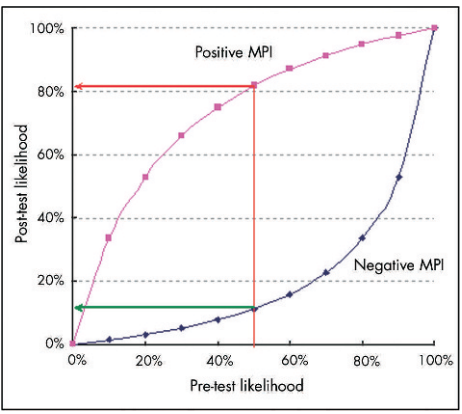 100%
Positive MPI
80%
60%
Post-test likelihood
40%
Negative MPI
20%
0%
0% 20% 40% 60% 80% 100%
Pre-test likelihood